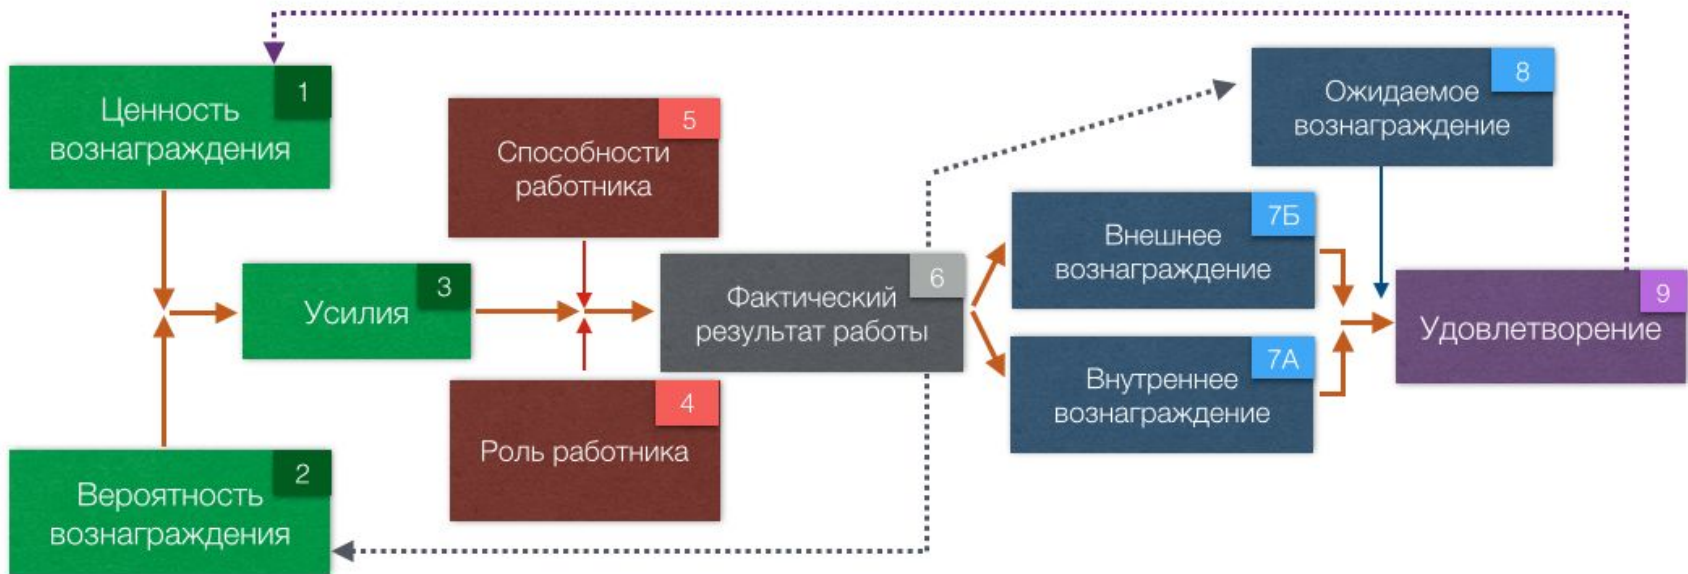 1
Ценность
вознаграждения
2
Вероятность
вознаграждения
3
Усилия
5
Способности
работника
4
Роль работника
6
Фактический
результат работы
7Б
Внешнее
вознаграждение
7А
Внутреннее
вознаграждение
8
Ожидаемое
вознаграждение
9
Удовлетворение